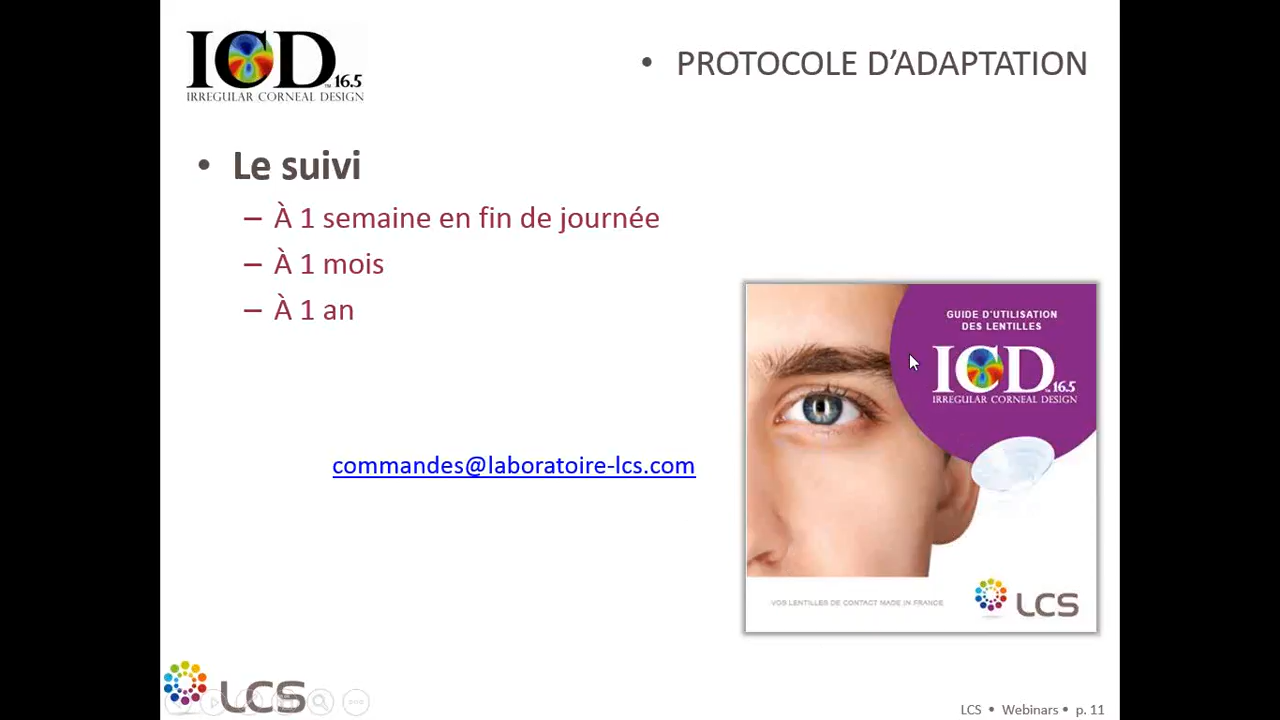 ICD 16.5
IRREGULAR CORNEAL DESIGN
• PROTOCOLE D’ADAPTATION
• Le suivi
– À 1 semaine en fin de journée
– À 1 mois
– À 1 an
GUIDE D'UTILISATION
DES LENTILLES
ICD 16.5
IRREGULAR CORNEAL DESIGN
commandes@laboratoire-lcs.com
VOS LENTILLES DE CONTACT MADE IN FRANCE
LCS
LCS
LCS • Webinars • p. 11